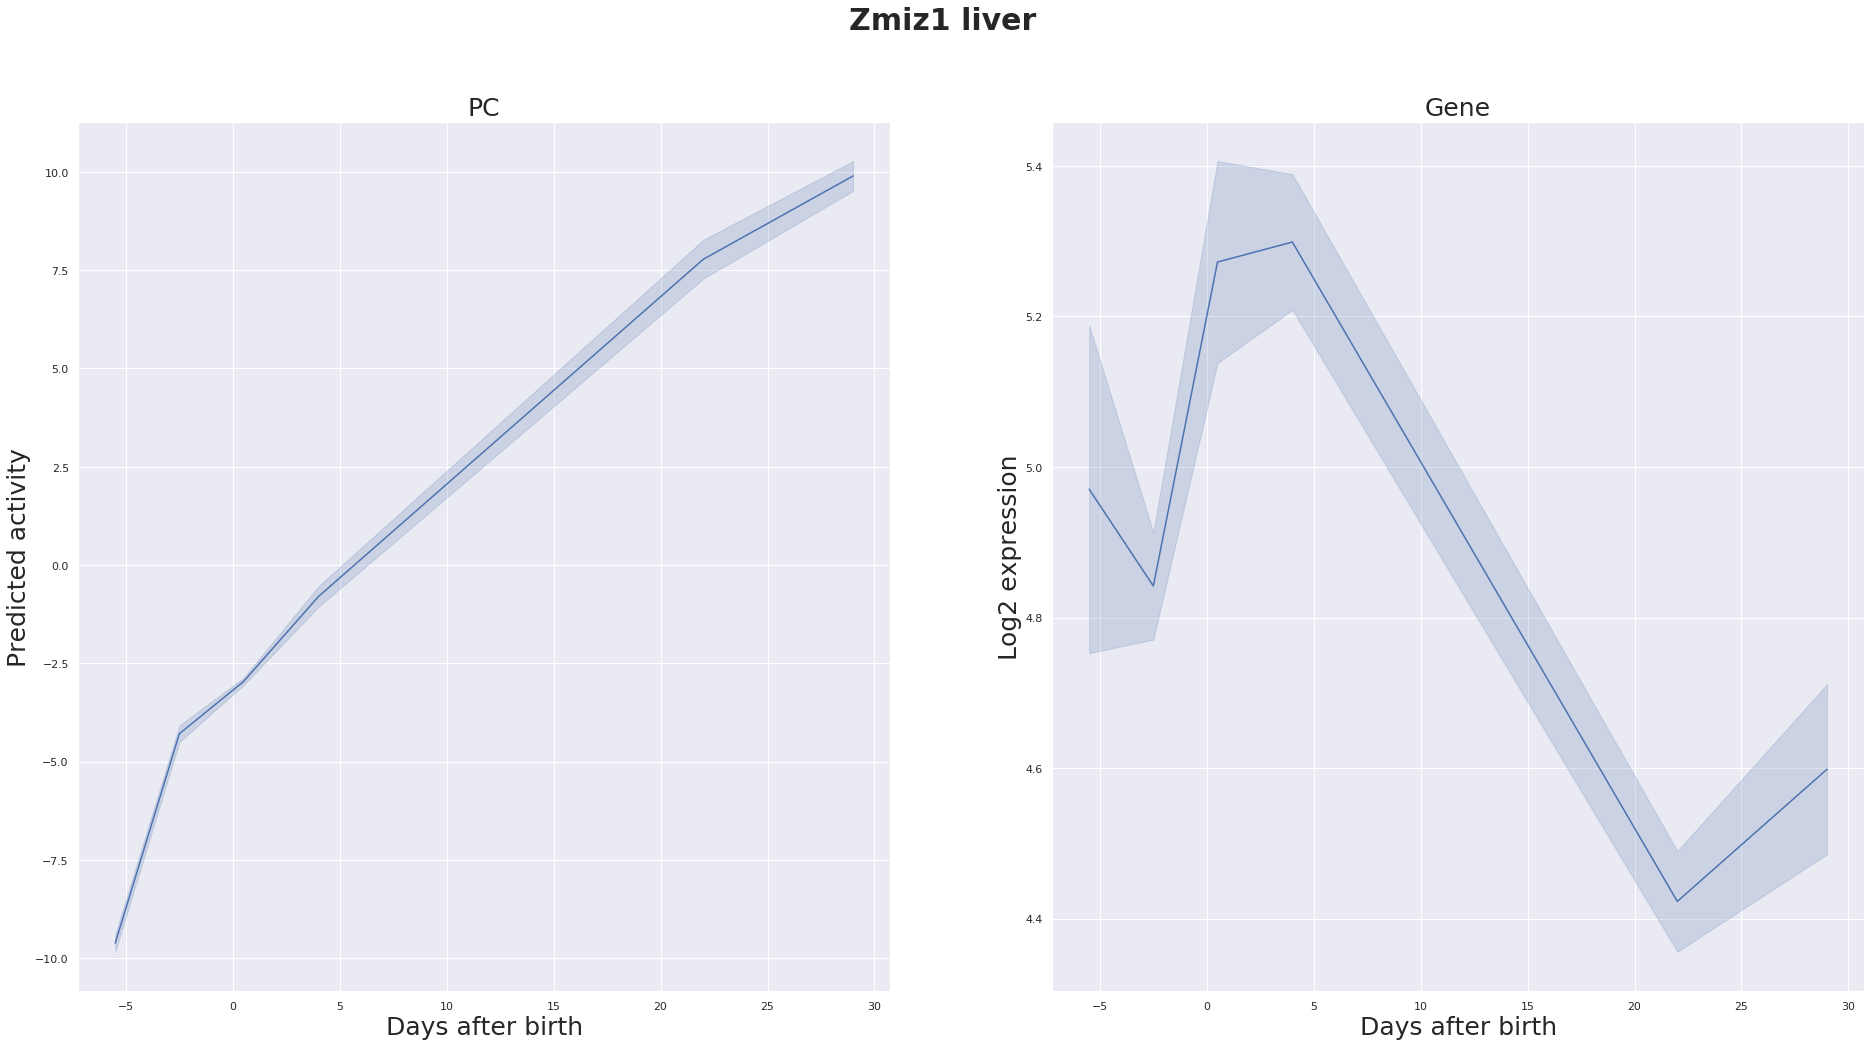 Zmiz1 liver
PC
Predicted activity
10.0
7.5
5.0
2.5
0.0
−2.5
−5.0
−7.5
−10.0
−5 0 5 10 15 20 25 30
Days after birth
Gene
Log2 expression
5.4
5.2
5.0
4.8
4.6
4.4
−5 0 5 10 15 20 25 30
Days after birth